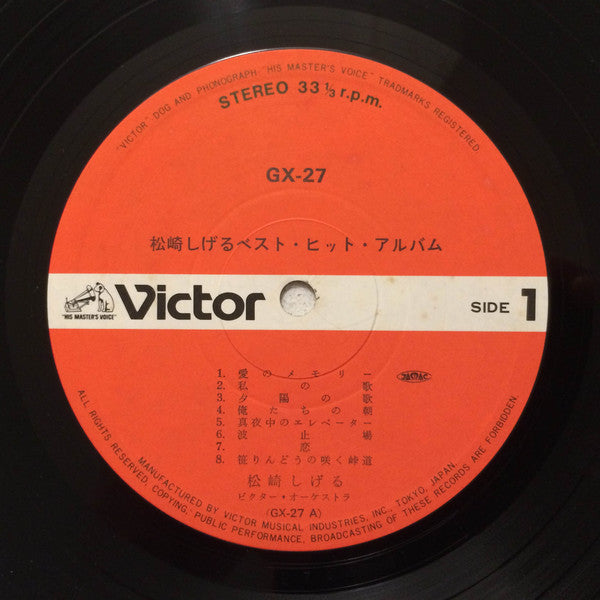 "VICTOR" DOG AND PHONOGRAPH "HIS MASTER'S VOICE" TRADMARKS REGISTERED.
STEREO 33 1/3 r.p.m.
GX-27
松崎しげるベスト・ヒット・アルバム
"HIS MASTER'S VOICE"
Victor
SIDE 1
1. 愛のメモリー
2. 私の歌
3. 夕陽の歌
4. 俺たちの朝
5. 真夜中のエレベーター
6. 波止場
7. 恋
8. 笹りんどうの咲く峠道
JASRAC
松崎しげる
ビクター・オーケストラ
(GX-27 A)
ALL RIGHTS RESERVED. COPYING, PUBLIC PERFORMANCE, BROADCASTING OF THESE RECORDS ARE FORBIDDEN.
MANUFACTURED BY VICTOR MUSICAL INDUSTRIES, INC., TOKYO, JAPAN.